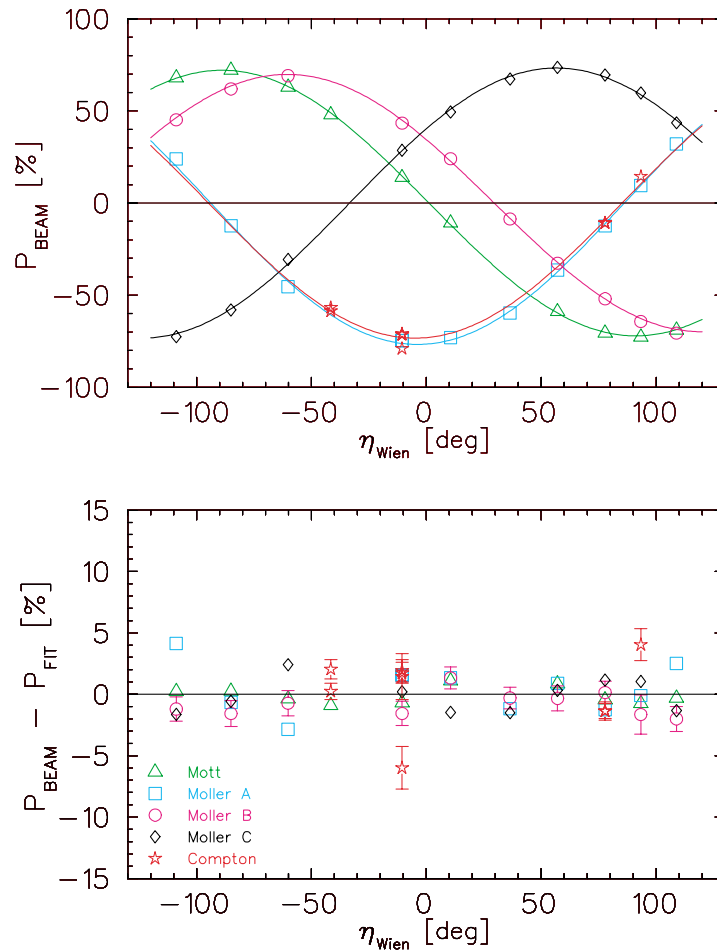 100
50
0
−50
−100
P_BEAM [%]
−100 −50 0 50 100
η_Wien [deg]
15
10
5
0
−5
−10
−15
P_BEAM − P_FIT [%]
Mott
Moller A
Moller B
Moller C
Compton
−100 −50 0 50 100
η_Wien [deg]